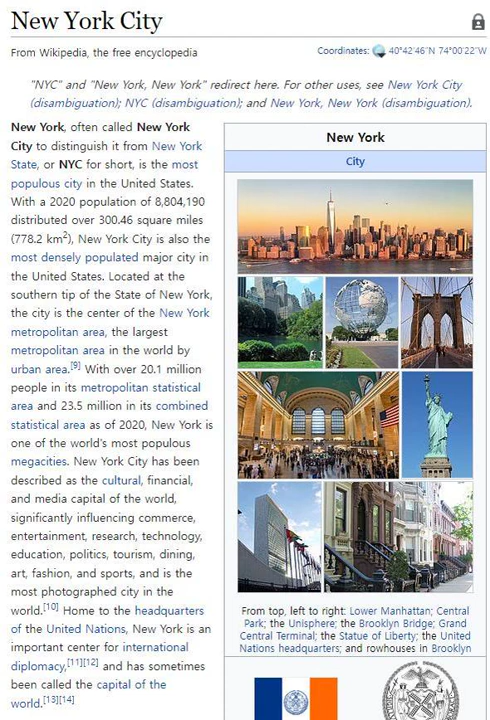 New York City
From Wikipedia, the free encyclopedia
Coordinates: 40°42′46″N 74°00′22″W
"NYC" and "New York, New York" redirect here. For other uses, see New York City
(disambiguation); NYC (disambiguation); and New York, New York (disambiguation).
New York, often called New York
City to distinguish it from New York
State, or NYC for short, is the most
populous city in the United States.
With a 2020 population of 8,804,190
distributed over 300.46 square miles
(778.2 km²), New York City is also the
most densely populated major city in
the United States. Located at the
southern tip of the State of New York,
the city is the center of the New York
metropolitan area, the largest
metropolitan area in the world by
urban area.[9] With over 20.1 million
people in its metropolitan statistical
area and 23.5 million in its combined
statistical area as of 2020, New York is
one of the world's most populous
megacities. New York City has been
described as the cultural, financial,
and media capital of the world,
significantly influencing commerce,
entertainment, research, technology,
education, politics, tourism, dining,
art, fashion, and sports, and is the
most photographed city in the
world.[10] Home to the headquarters
of the United Nations, New York is an
important center for international
diplomacy,[11][12] and has sometimes
been called the capital of the
world.[13][14]
New York
City
From top, left to right: Lower Manhattan; Central
Park; the Unisphere; the Brooklyn Bridge; Grand
Central Terminal; the Statue of Liberty; the United
Nations headquarters; and rowhouses in Brooklyn